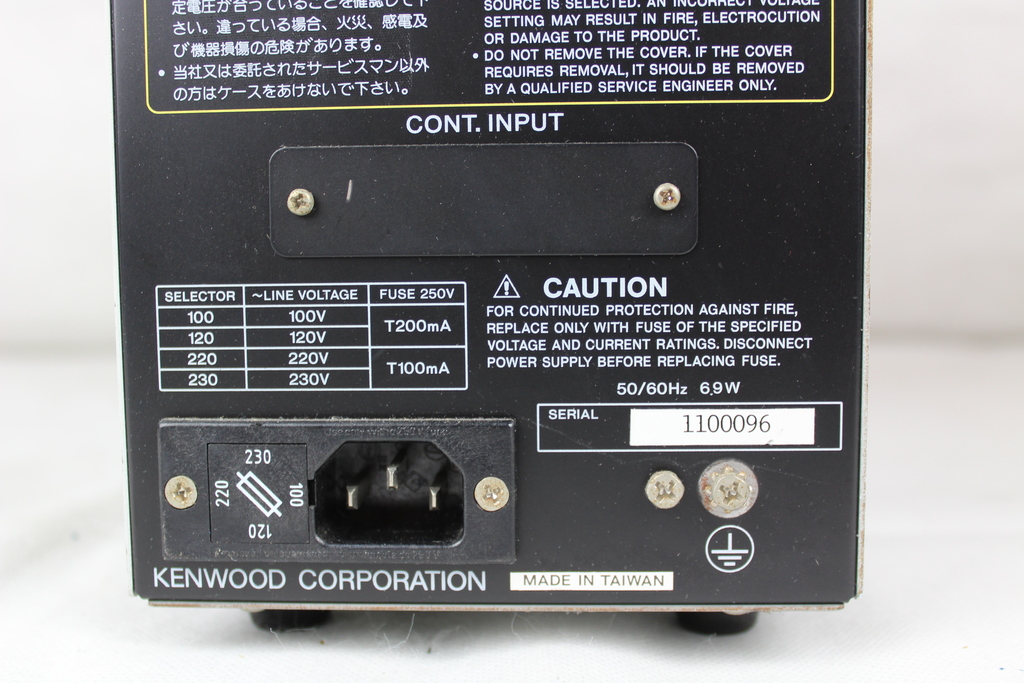 定電圧が合っていることを確認して下
さい。違っている場合、火災、感電及
び機器損傷の危険があります。
• 当社又は委託されたサービスマン以外
の方はケースをあけないで下さい。
SOURCE IS SELECTED. AN INCORRECT VOLTAGE
SETTING MAY RESULT IN FIRE, ELECTROCUTION
OR DAMAGE TO THE PRODUCT.
• DO NOT REMOVE THE COVER. IF THE COVER
REQUIRES REMOVAL, IT SHOULD BE REMOVED
BY A QUALIFIED SERVICE ENGINEER ONLY.
CONT. INPUT
SELECTOR ~LINE VOLTAGE FUSE 250V
100 100V T200mA
120 120V
220 220V T100mA
230 230V
CAUTION
FOR CONTINUED PROTECTION AGAINST FIRE,
REPLACE ONLY WITH FUSE OF THE SPECIFIED
VOLTAGE AND CURRENT RATINGS. DISCONNECT
POWER SUPPLY BEFORE REPLACING FUSE.
50/60Hz 6.9W
SERIAL 1100096
230
220
100
120
KENWOOD CORPORATION
MADE IN TAIWAN